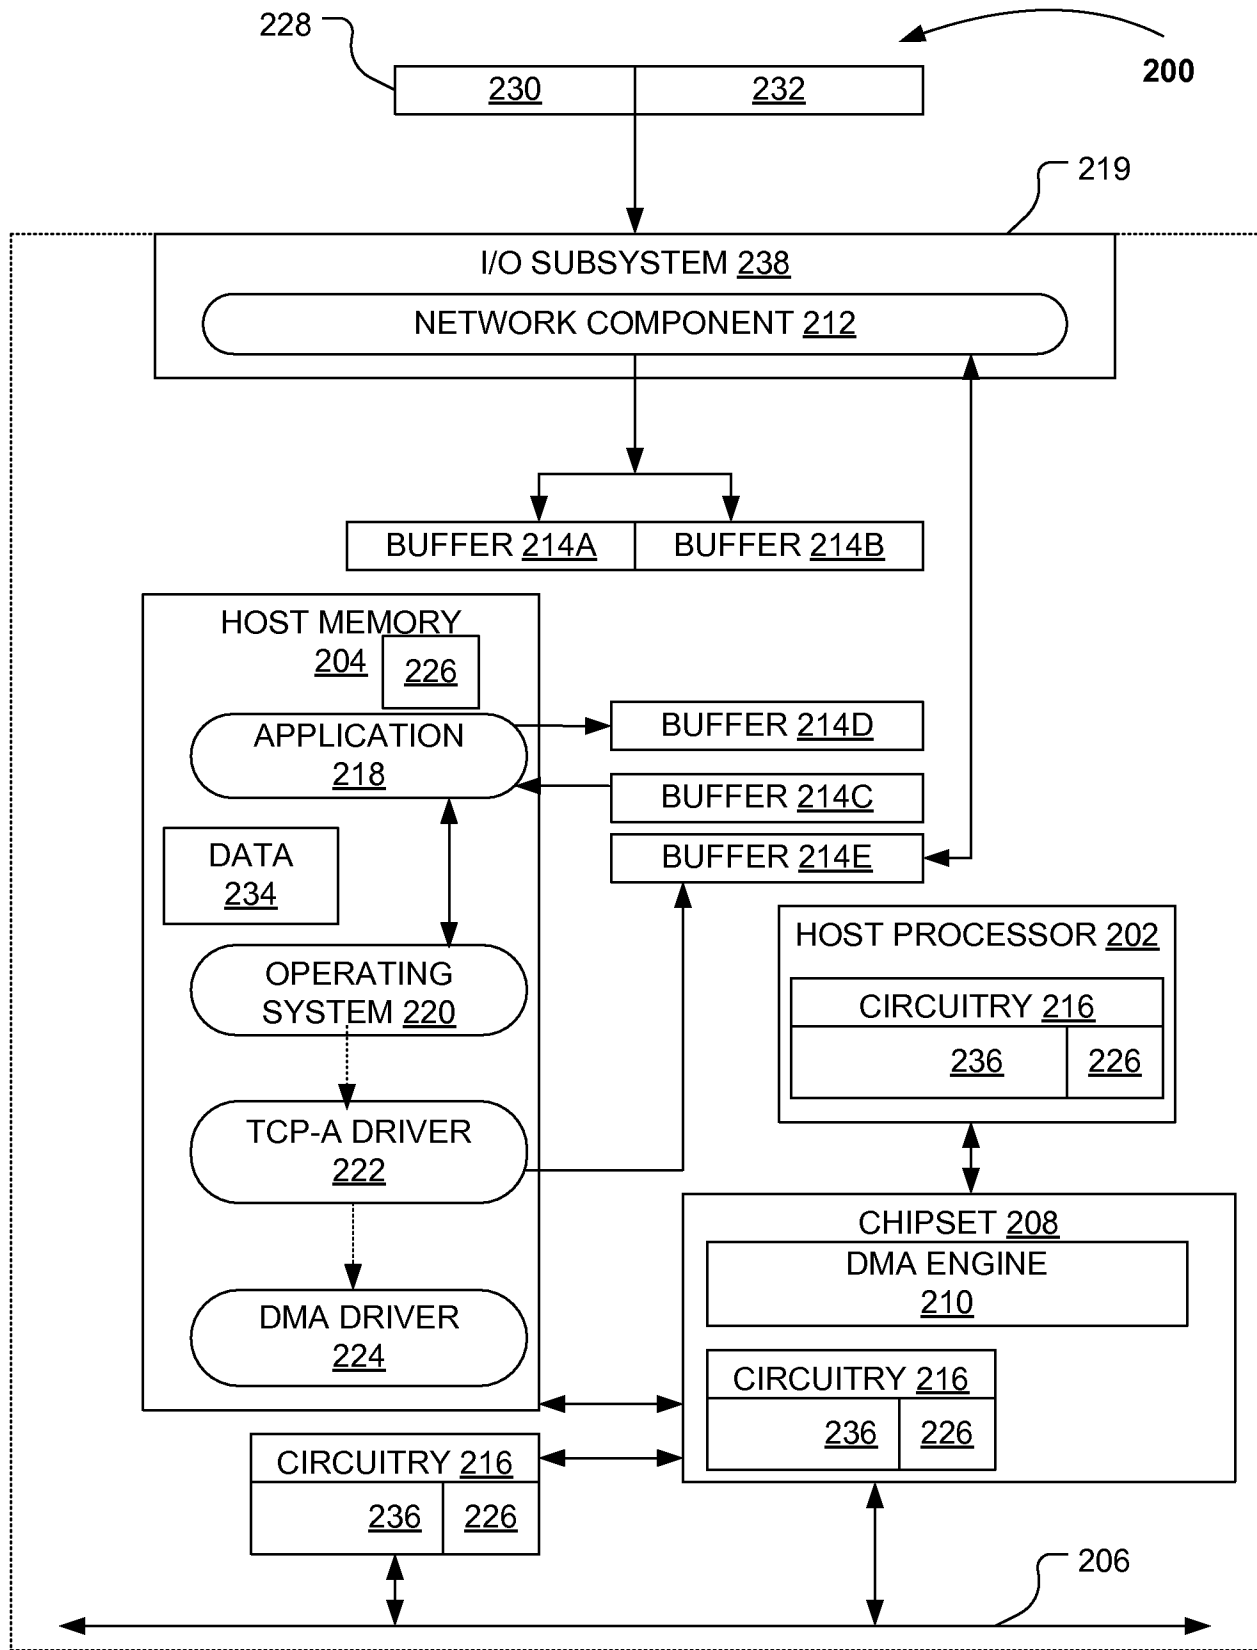 228
200
230 232
219
I/O SUBSYSTEM 238
NETWORK COMPONENT 212
BUFFER 214A BUFFER 214B
HOST MEMORY
204
226
APPLICATION
218
BUFFER 214D
BUFFER 214C
BUFFER 214E
DATA
234
HOST PROCESSOR 202
CIRCUITRY 216
236 226
OPERATING
SYSTEM 220
TCP-A DRIVER
222
CHIPSET 208
DMA ENGINE
210
DMA DRIVER
224
CIRCUITRY 216
236 226
CIRCUITRY 216
236 226
206